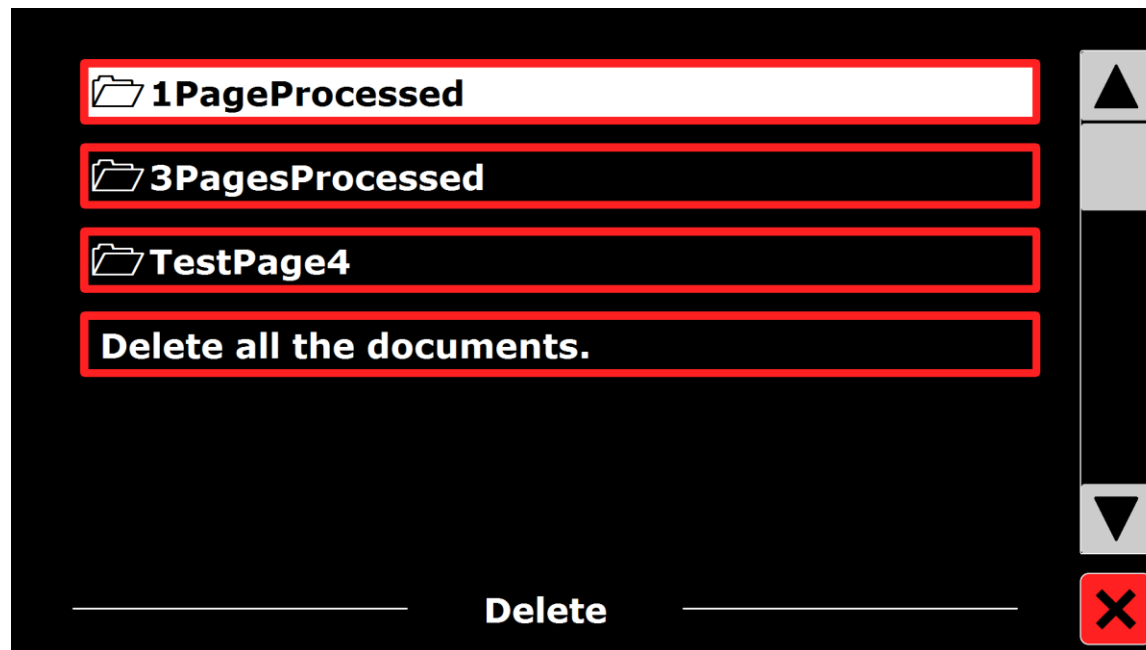 1PageProcessed
3PagesProcessed
TestPage4
Delete all the documents.
Delete